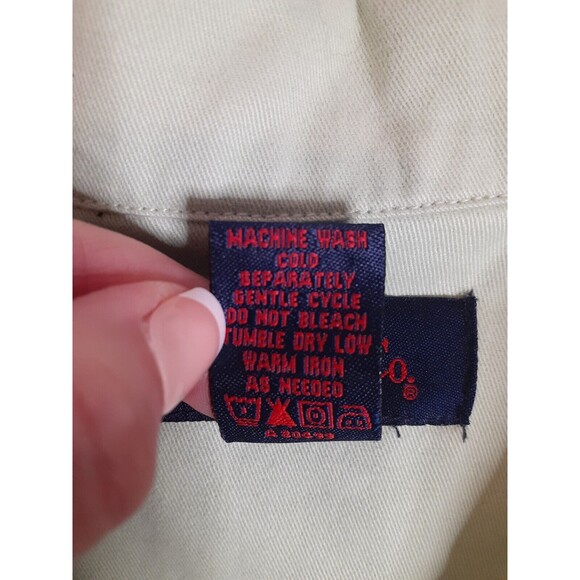 MACHINE WASH
COLD
SEPARATELY
GENTLE CYCLE
DO NOT BLEACH
TUMBLE DRY LOW
WARM IRON
AS NEEDED
O.®